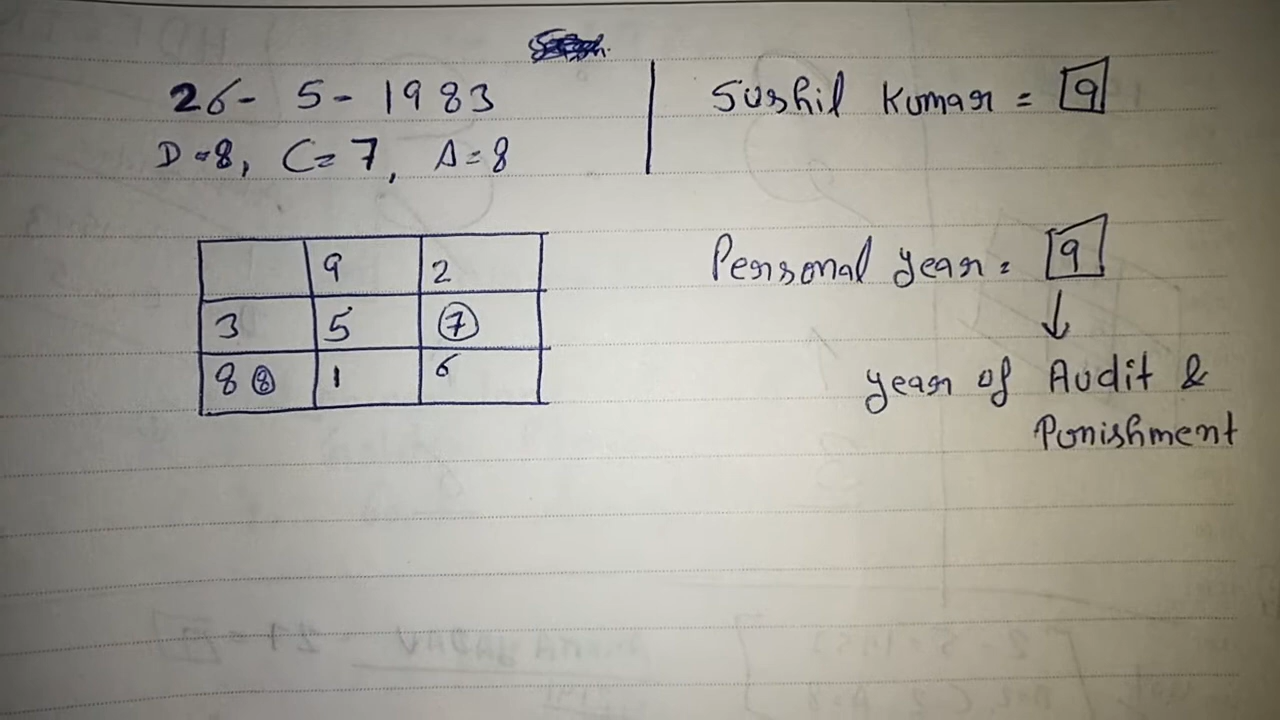 26- 5- 1983
D=8, C=7, A=8
Sushil Kumar = 9
9 2
3 5 7
8 8 1 6
Personal year = 9
↓
year of Audit &
Punishment